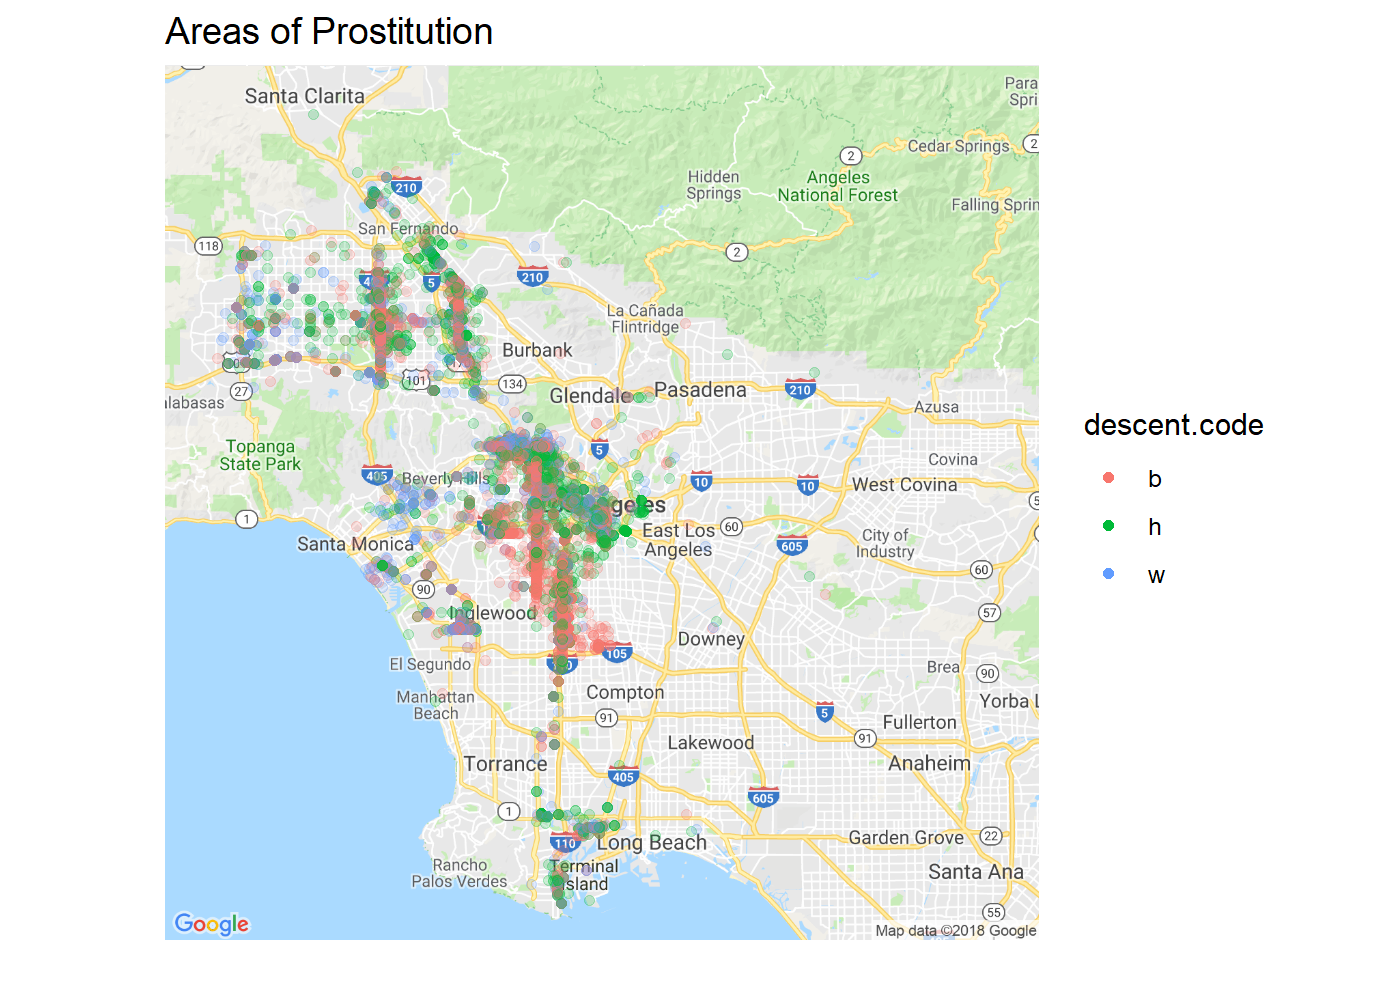 Areas of Prostitution
Santa Clarita
Para
Spri
2
Cedar Springs
2
Hidden
Springs
Angeles
National Forest
210
Falling Sprin
San Fernando
118
2
5
210
La Cañada
Flintridge
Burbank
101
134
27
Glendale
Pasadena
210
alabasas
Azusa
descent.code
Topanga
State Park
5
Covina
405
Beverly Hills
10
10
West Covina
b
1
East Los
Angeles
60
City of
Industry
h
Santa Monica
605
60
w
90
57
Inglewood
Downey
105
El Segundo
Brea
90
Manhattan
Beach
Compton
Yorba L
91
5
Fullerton
91
Lakewood
Torrance
Anaheim
405
605
1
110
Long Beach
Garden Grove
22
Rancho
Palos Verdes
Terminal
Island
Santa Ana
55
Google
Map data ©2018 Google